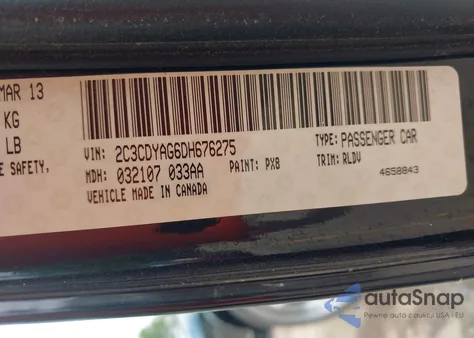 MAR 13
KG
LB
E SAFETY,
VIN: 2C3CDYAG6DH676275
TYPE: PASSENGER CAR
MDH: 032107 033AA
PAINT: PX8
TRIM: RLDV
VEHICLE MADE IN CANADA
4658843
autoSnap
Pewne auta z aukcji USA i EU